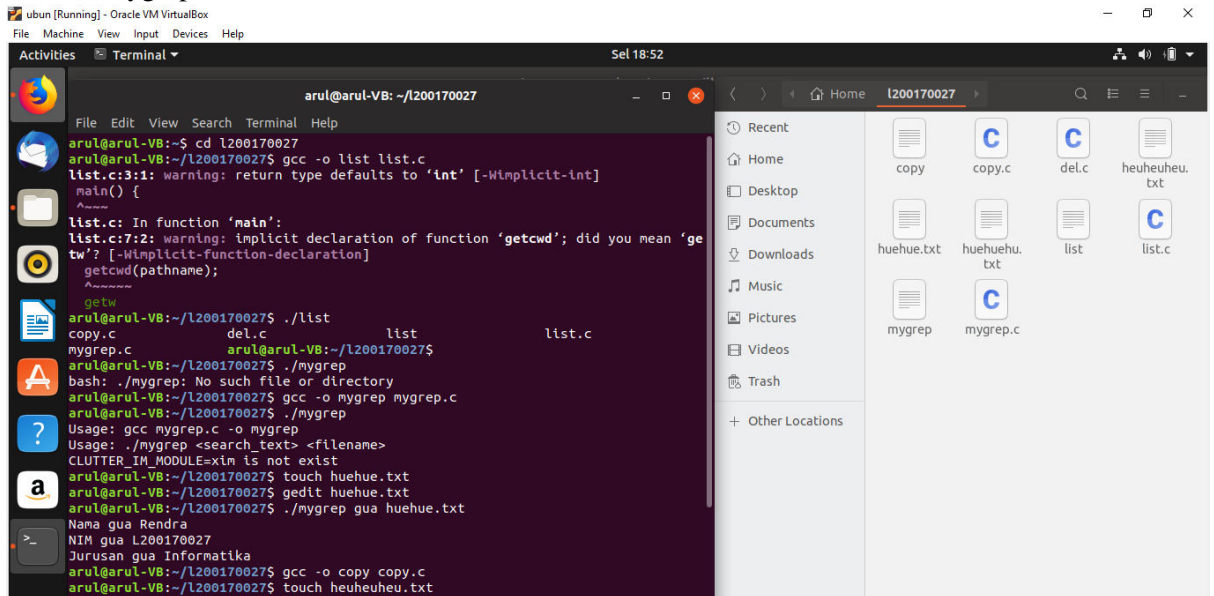 ubun [Running] - Oracle VM VirtualBox
File Machine View Input Devices Help
Activities Terminal Sel 18:52
arul@arul-VB: ~/l200170027
File Edit View Search Terminal Help
arul@arul-VB:~$ cd l200170027
arul@arul-VB:~/l200170027$ gcc -o list list.c
list.c:3:1: warning: return type defaults to ‘int’ [-Wimplicit-int]
main() {
^~~~
list.c: In function ‘main’:
list.c:7:2: warning: implicit declaration of function ‘getcwd’; did you mean ‘ge
tw’? [-Wimplicit-function-declaration]
getcwd(pathname);
^~~~~~
getw
arul@arul-VB:~/l200170027$ ./list
copy.c del.c list list.c
mygrep.c arul@arul-VB:~/l200170027$
arul@arul-VB:~/l200170027$ ./mygrep
bash: ./mygrep: No such file or directory
arul@arul-VB:~/l200170027$ gcc -o mygrep mygrep.c
arul@arul-VB:~/l200170027$ ./mygrep
Usage: gcc mygrep.c -o mygrep
Usage: ./mygrep <search_text> <filename>
CLUTTER_IM_MODULE=xim is not exist
arul@arul-VB:~/l200170027$ touch huehue.txt
arul@arul-VB:~/l200170027$ gedit huehue.txt
arul@arul-VB:~/l200170027$ ./mygrep gua huehue.txt
Nama gua Rendra
NIM gua L200170027
Jurusan gua Informatika
arul@arul-VB:~/l200170027$ gcc -o copy copy.c
arul@arul-VB:~/l200170027$ touch heuheuheu.txt
Home l200170027
Recent
Home
Desktop
Documents
Downloads
Music
Pictures
Videos
Trash
+ Other Locations
copy
copy.c
del.c
heuheuheu.
txt
huehue.txt
huehuehu.
txt
list
list.c
mygrep
mygrep.c